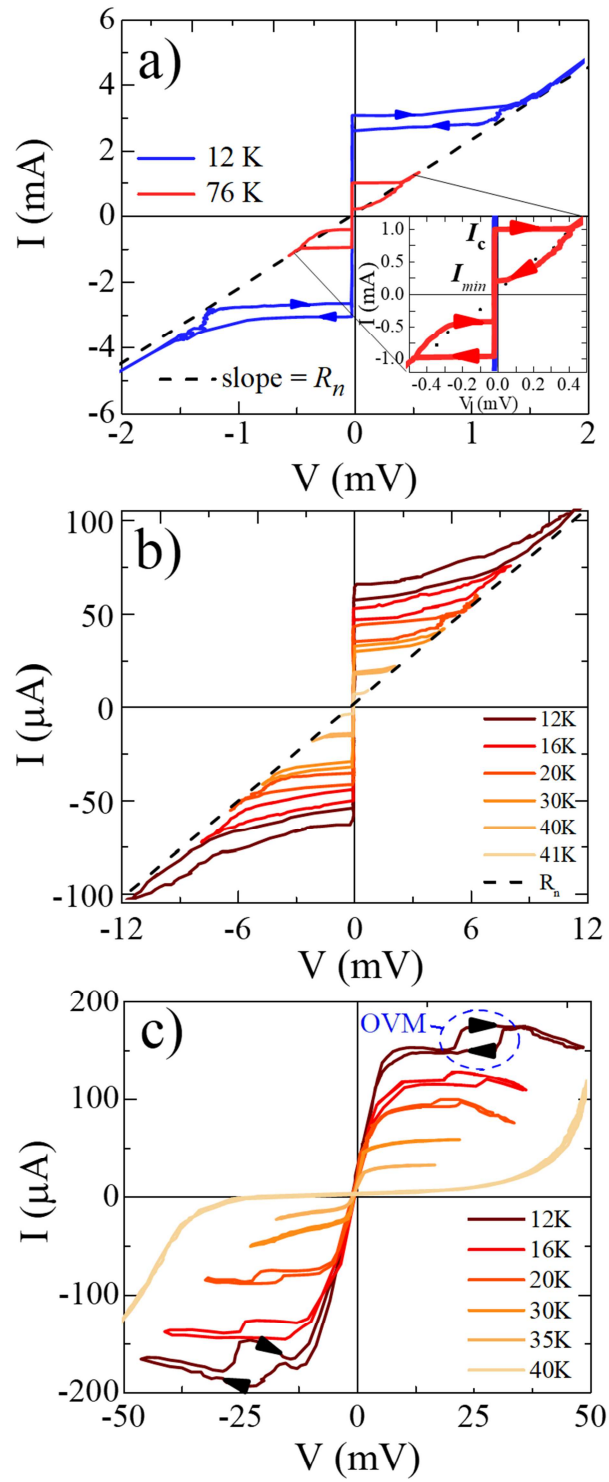 a)
6
4
2
0
-2
-4
-6
I (mA)
12 K
76 K
slope = Rn
-2 -1 0 1 2
V (mV)
Ic
Imin
1.0
0.5
0.0
-0.5
-1.0
I (mA)
-0.4 -0.2 0.0 0.2 0.4
V (mV)
b)
100
50
0
-50
-100
I (μA)
12K
16K
20K
30K
40K
41K
Rn
-12 -6 0 6 12
V (mV)
c)
OVM
200
100
0
-100
-200
I (μA)
12K
16K
20K
30K
35K
40K
-50 -25 0 25 50
V (mV)